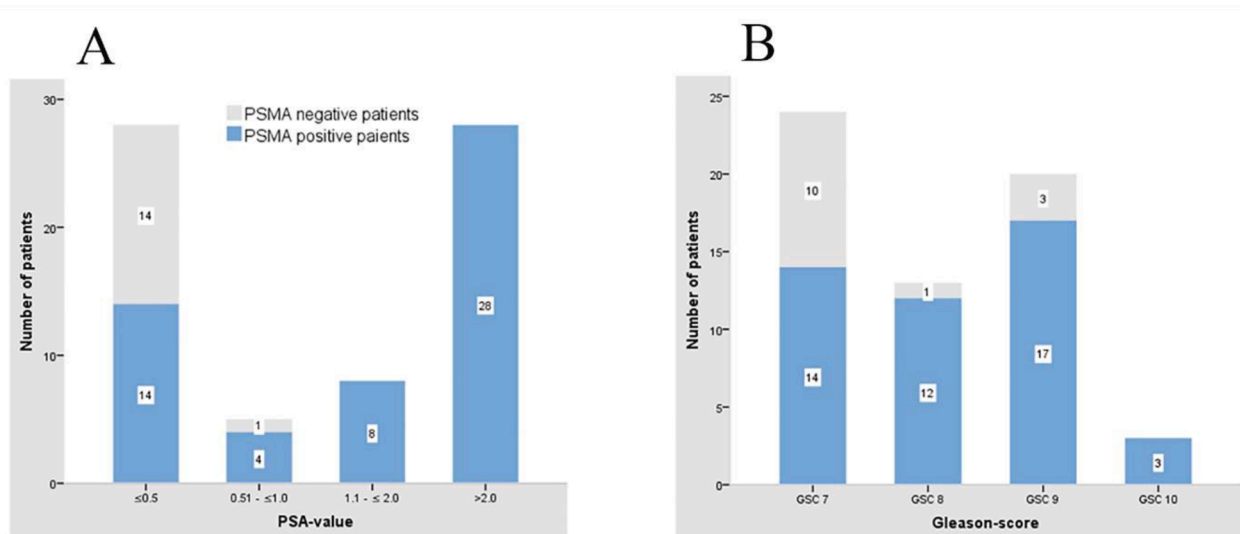 A
Number of patients
30
20
10
0
PSMA negative patients
PSMA positive paients
14
14
1
4
8
28
≤0.5
0.51 - ≤1.0
1.1 - ≤ 2.0
>2.0
PSA-value
B
Number of patients
25
20
15
10
5
0
10
14
1
12
3
17
3
GSC 7
GSC 8
GSC 9
GSC 10
Gleason-score